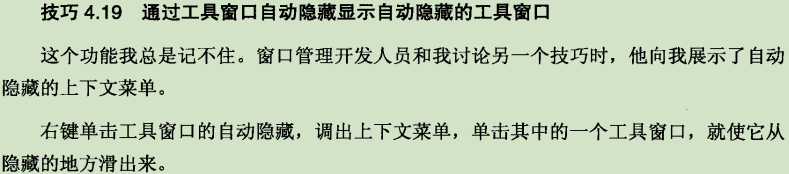 技巧 4.19 通过工具窗口自动隐藏显示自动隐藏的工具窗口
这个功能我总是记不住。窗口管理开发人员和我讨论另一个技巧时，他向我展示了自动
隐藏的上下文菜单。
右键单击工具窗口的自动隐藏，调出上下文菜单，单击其中的一个工具窗口，就使它从
隐藏的地方滑出来。